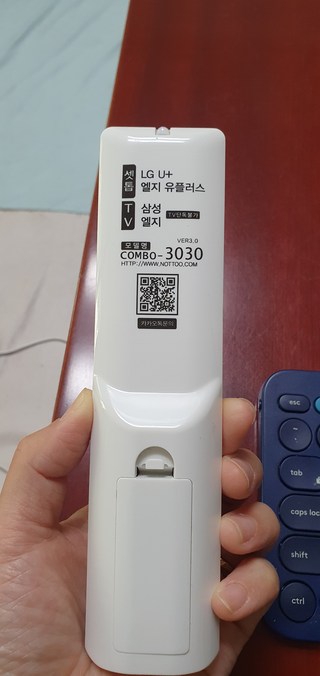 셋톱
LG U+
엘지 유플러스
TV
삼성
엘지
TV단독불가
VER3.0
모델명
COMBO-3030
HTTP://WWW.NOTTOO.COM
카카오톡문의
esc
~
tab
caps loc
shift
ctrl